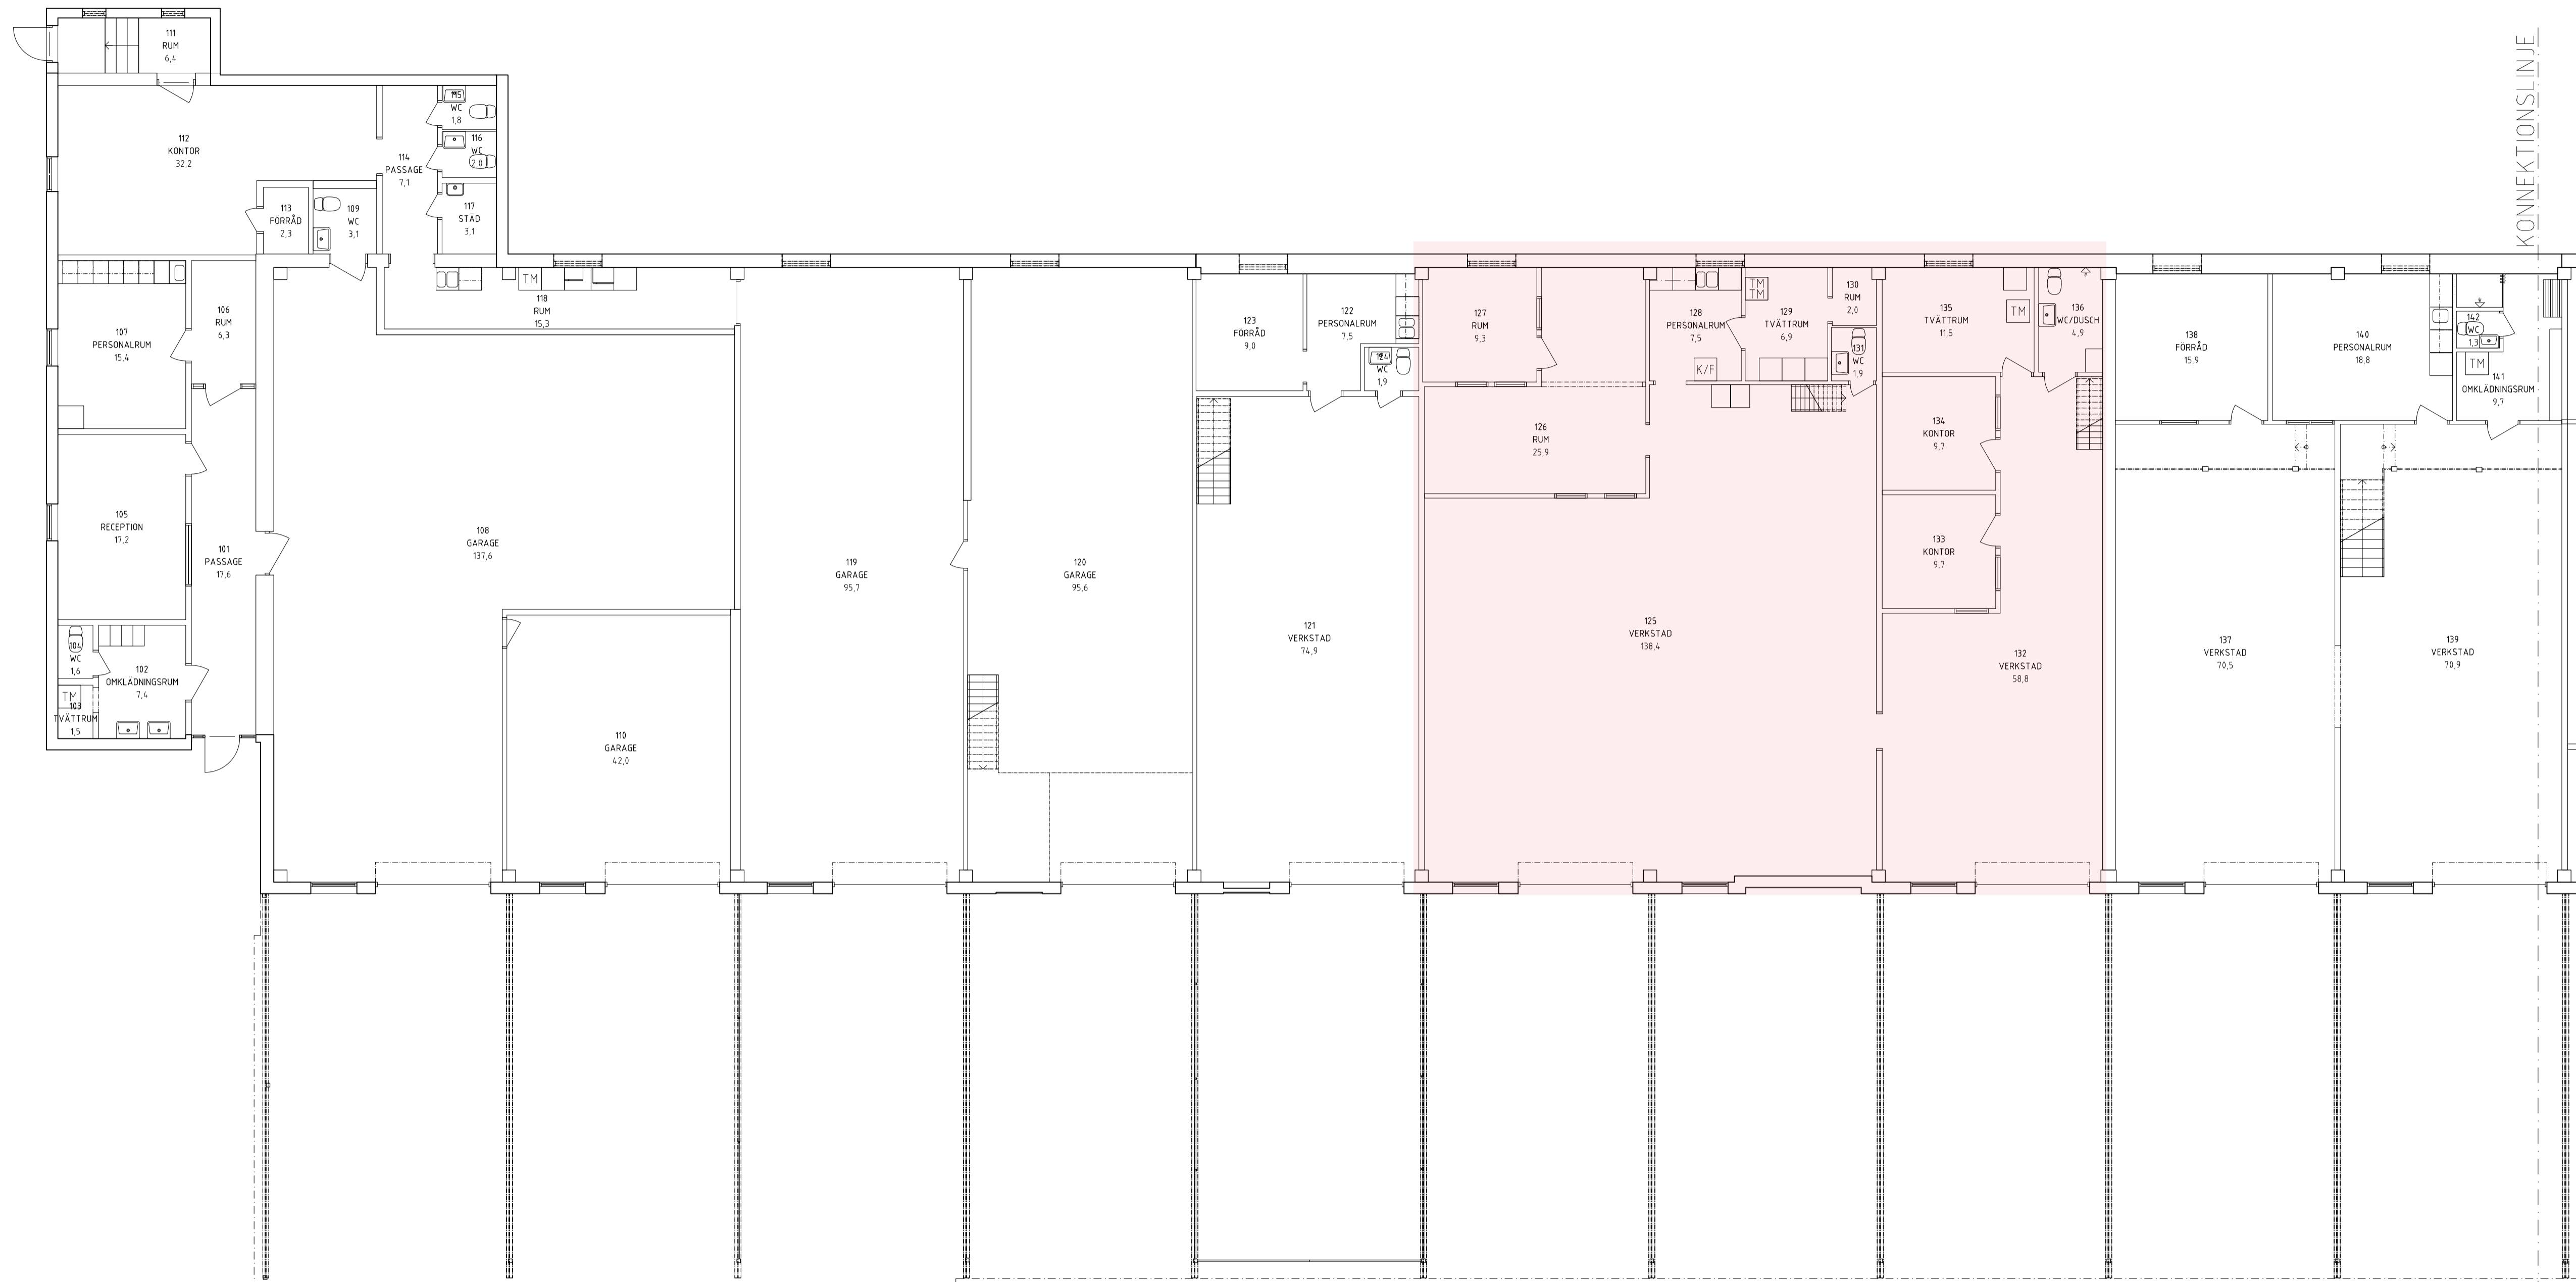 111
RUM
6,4
KONNEKTIONSLINJE
115
WC
1,8
112
KONTOR
32,2
116
WC
2,0
114
PASSAGE
7,1
113
FÖRRÅD
2,3
109
WC
3,1
117
STÄD
3,1
107
PERSONALRUM
15,4
106
RUM
6,3
TM
118
RUM
15,3
123
FÖRRÅD
9,0
122
PERSONALRUM
7,5
124
WC
1,9
127
RUM
9,3
128
PERSONALRUM
7,5
K/F
TM
TM
129
TVÄTTRUM
6,9
130
RUM
2,0
131
WC
1,9
135
TVÄTTRUM
11,5
TM
136
WC/DUSCH
4,9
138
FÖRRÅD
15,9
140
PERSONALRUM
18,8
142
WC
1,3
TM
141
OMKLÄDNINGSRUM
9,7
126
RUM
25,9
134
KONTOR
9,7
105
RECEPTION
17,2
101
PASSAGE
17,6
108
GARAGE
137,6
119
GARAGE
95,7
120
GARAGE
95,6
133
KONTOR
9,7
121
VERKSTAD
74,9
125
VERKSTAD
138,4
132
VERKSTAD
58,8
137
VERKSTAD
70,5
139
VERKSTAD
70,9
104
WC
1,6
102
OMKLÄDNINGSRUM
7,4
TM
103
TVÄTTRUM
1,5
110
GARAGE
42,0